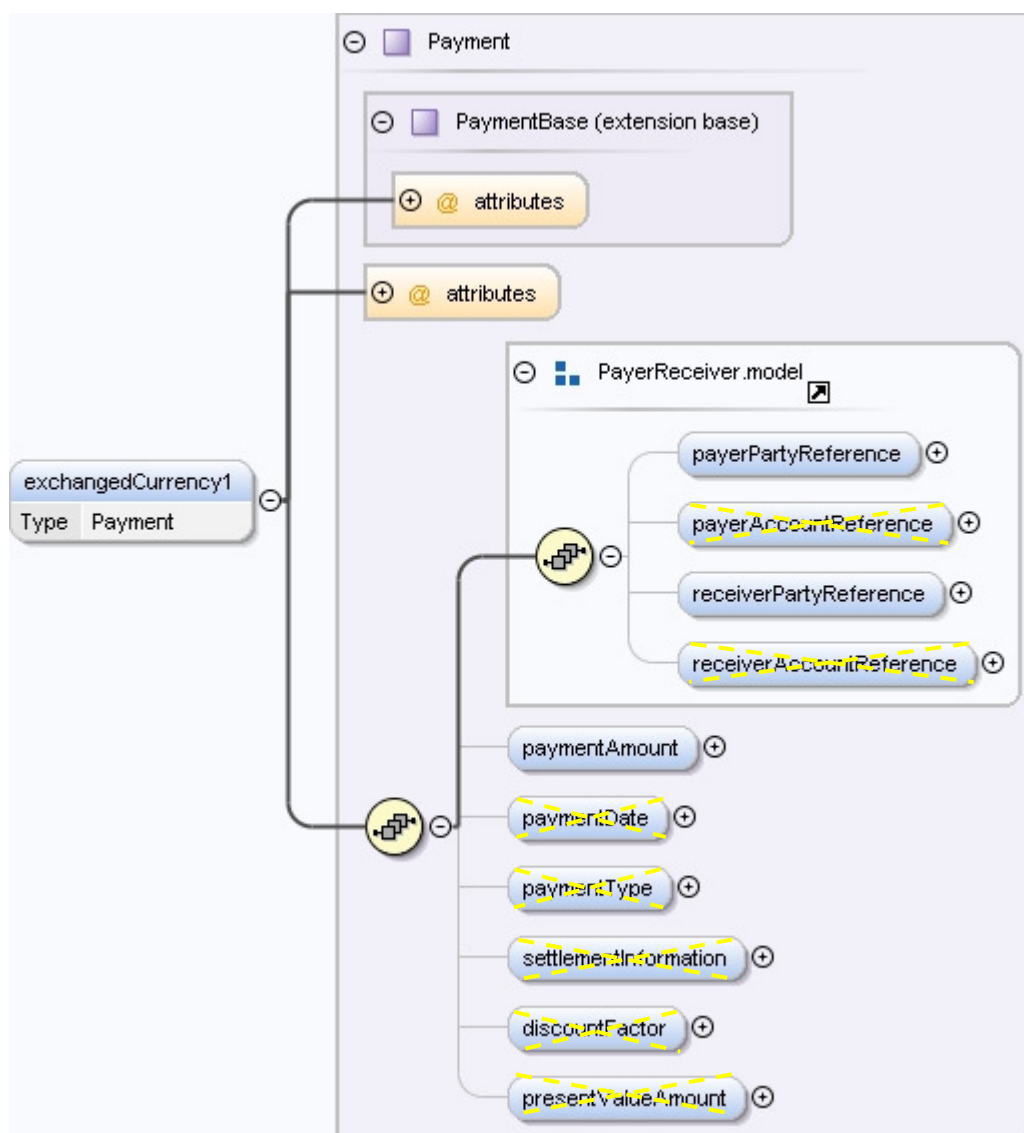 Payment
PaymentBase (extension base)
@ attributes
@ attributes
PayerReceiver.model
payerPartyReference
exchangedCurrency1
Type Payment
payerAccountReference
receiverPartyReference
receiverAccountReference
paymentAmount
paymentDate
paymentType
settlementInformation
discountFactor
presentValueAmount